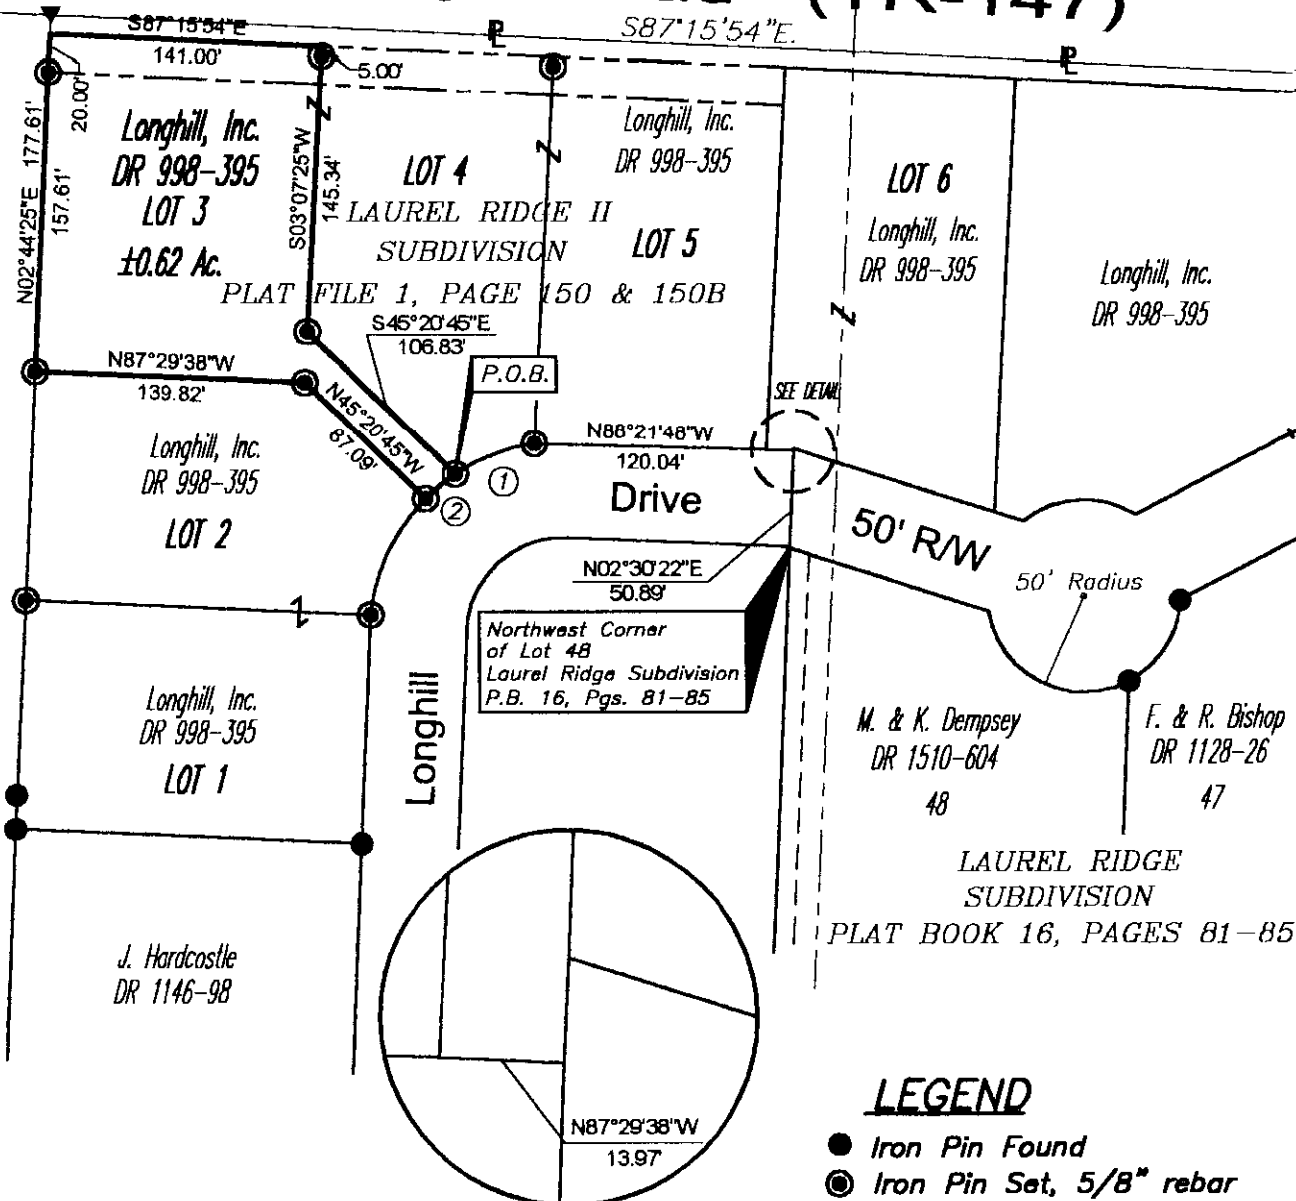 (TR-147)
S87°15'54"E
141.00'
S87°15'54"E.
PL
PL
5.00'
20.00'
N02°44'25"E 177.61'
157.61'
Longhill, Inc.
DR 998-395
LOT 3
±0.62 Ac.
S03°07'25"W
145.34'
LOT 4
Longhill, Inc.
DR 998-395
LOT 5
LOT 6
Longhill, Inc.
DR 998-395
Longhill, Inc.
DR 998-395
LAUREL RIDGE II
SUBDIVISION
PLAT FILE 1, PAGE 150 & 150B
S45°20'45"E
106.83'
P.O.B.
N87°29'38"W
139.82'
N45°20'45"W
87.09'
SEE DETAIL
N86°21'48"W
120.04'
1
2
Longhill, Inc.
DR 998-395
LOT 2
Drive
50' R/W
50' Radius
N02°30'22"E
50.89'
Northwest Corner
of Lot 48
Laurel Ridge Subdivision
P.B. 16, Pgs. 81-85
Longhill
Longhill, Inc.
DR 998-395
LOT 1
M. & K. Dempsey
DR 1510-604
48
F. & R. Bishop
DR 1128-26
47
LAUREL RIDGE
SUBDIVISION
PLAT BOOK 16, PAGES 81-85
J. Hardcastle
DR 1146-98
N87°29'38"W
13.97'
LEGEND
Iron Pin Found
Iron Pin Set, 5/8" rebar